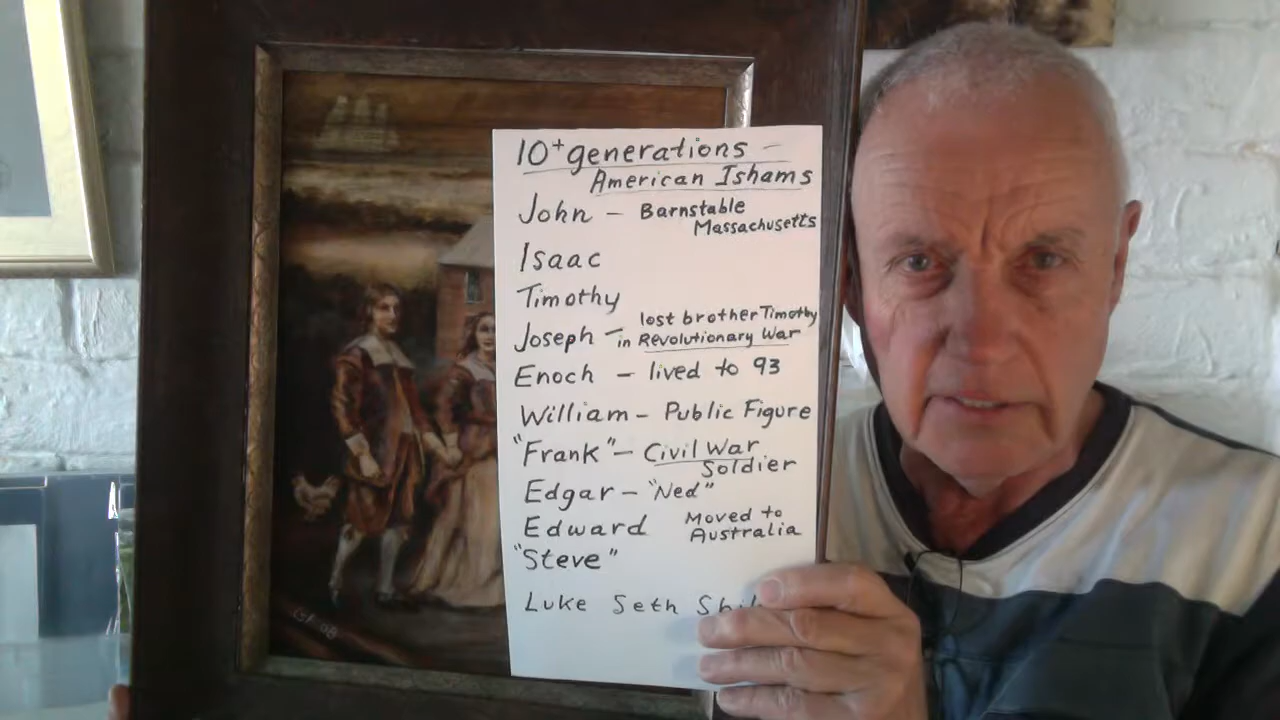 10+ generations –
American Ishams
John – Barnstable
Massachusetts
Isaac
Timothy
Joseph – lost brother Timothy
in Revolutionary War
Enoch – lived to 93
William – Public Figure
"Frank" – Civil War
Soldier
Edgar – "Ned"
Edward Moved to
Australia
"Steve"
Luke Seth